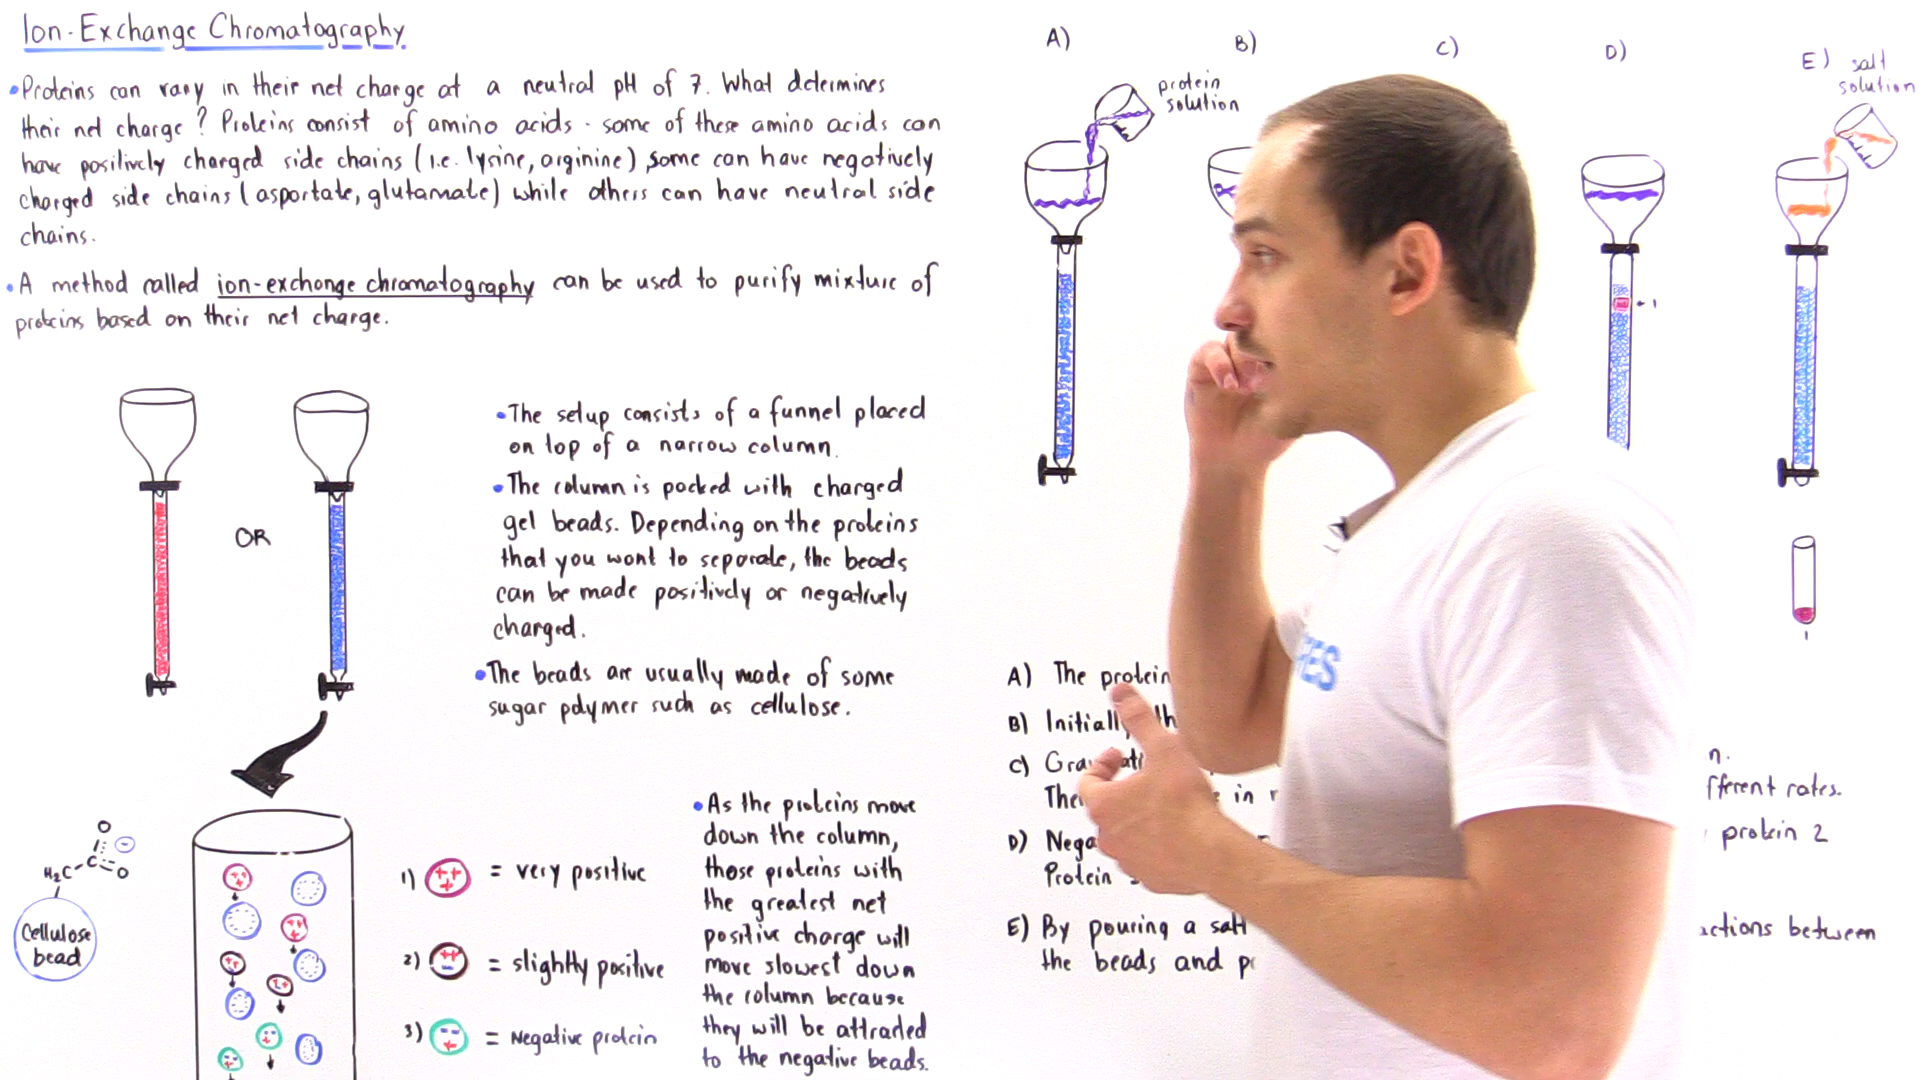 Ion-Exchange Chromatography
•Proteins can vary in their net charge at a neutral pH of 7. What determines
their net charge? Proteins consist of amino acids - some of these amino acids can
have positively charged side chains (i.e. lysine, arginine), some can have negatively
charged side chains (aspartate, glutamate) while others can have neutral side
chains.
•A method called ion-exchange chromatography can be used to purify mixture of
proteins based on their net charge.
OR
•The setup consists of a funnel placed
on top of a narrow column.
•The column is packed with charged
gel beads. Depending on the proteins
that you want to separate, the beads
can be made positively or negatively
charged.
•The beads are usually made of some
sugar polymer such as cellulose.
O
H₂C-C=O
Cellulose
bead
1) = very positive
2) = slightly positive
3) = Negative protein
•As the proteins move
down the column,
those proteins with
the greatest net
positive charge will
move slowest down
the column because
they will be attracted
to the negative beads.
A)
protein
solution
B)
C)
D)
1
E) salt
solution
1
A) The protein
B) Initially th
n.
C) Gra
fferent rates.
The in r
D) Nega
protein 2
Protein
E) By pouring a salt
actions between
the beads and p